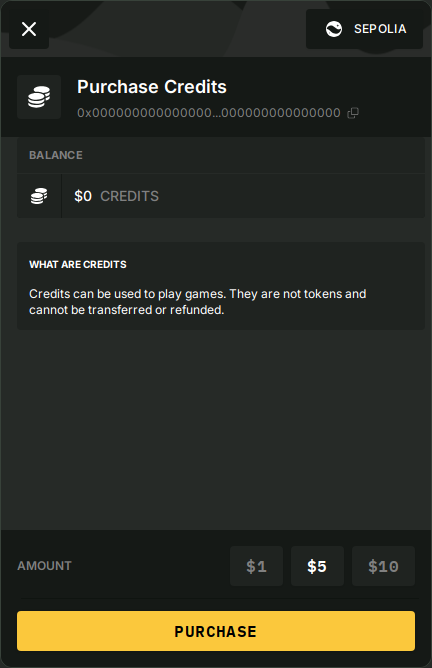 SEPOLIA
Purchase Credits
0x000000000000000...000000000000000
BALANCE
$0 CREDITS
WHAT ARE CREDITS
Credits can be used to play games. They are not tokens and
cannot be transferred or refunded.
AMOUNT $1 $5 $10
PURCHASE